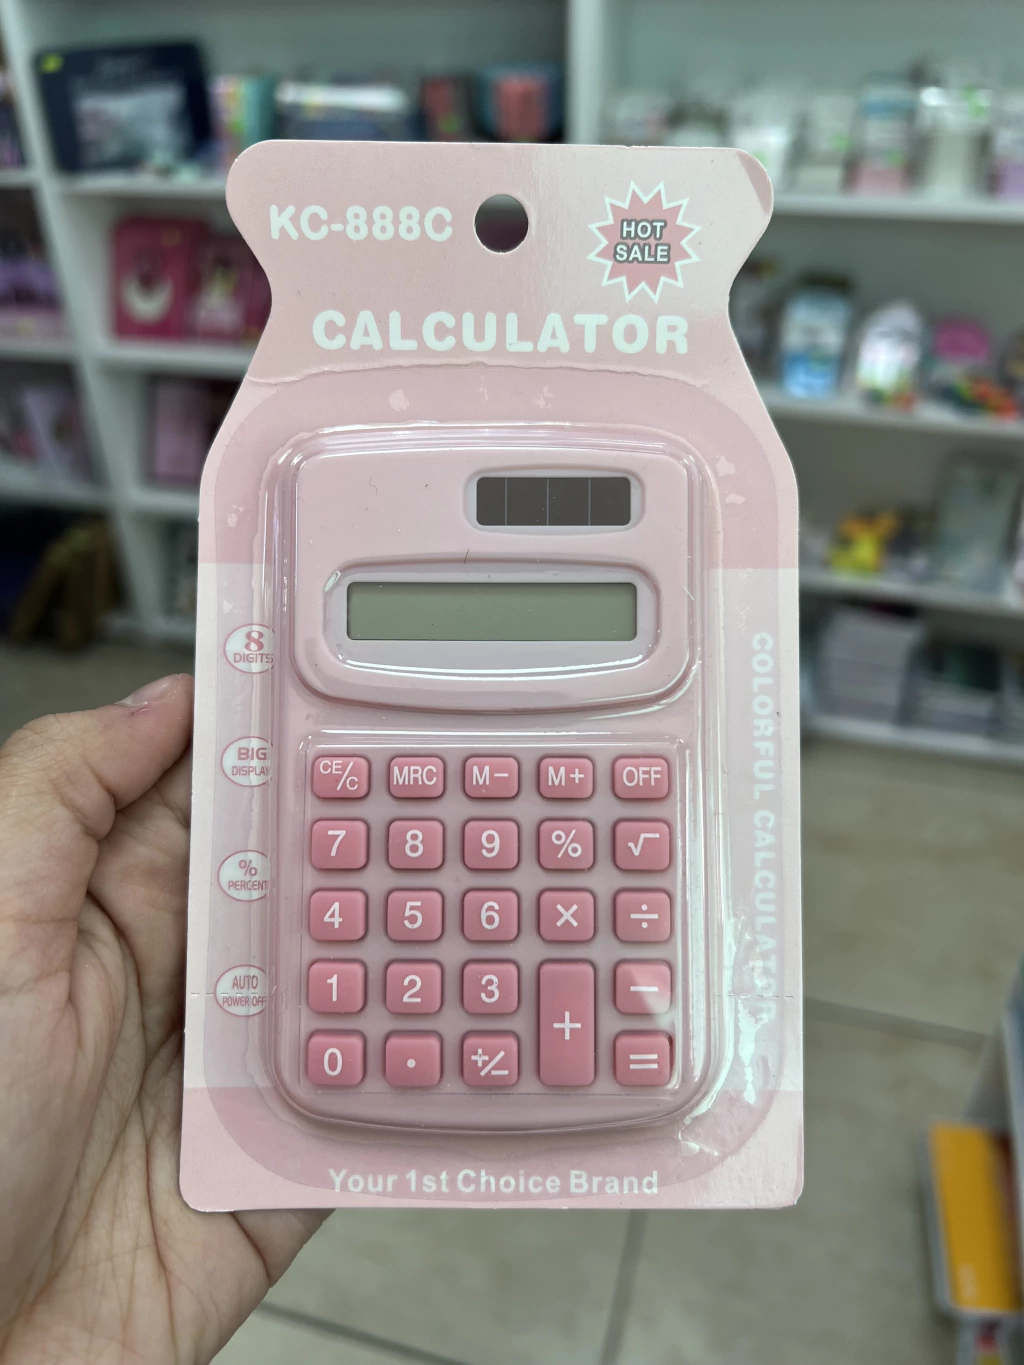 KC-888C
HOT
SALE
CALCULATOR
8
DIGITS
BIG
DISPLAY
%
PERCENT
AUTO
POWER OFF
COLORFUL CALCULATOR
CE/C MRC M− M+ OFF
7 8 9 % √
4 5 6 × ÷
1 2 3 + −
0 . +/− =
Your 1st Choice Brand